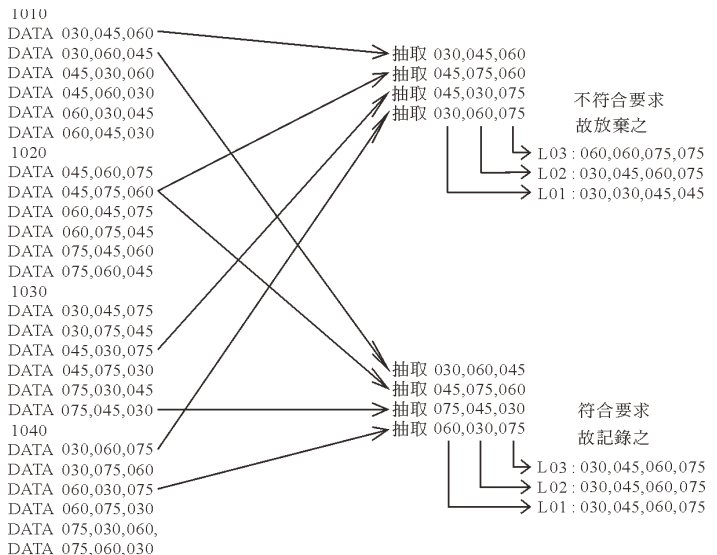 1010
DATA 030,045,060
DATA 030,060,045
DATA 045,030,060
DATA 045,060,030
DATA 060,030,045
DATA 060,045,030
1020
DATA 045,060,075
DATA 045,075,060
DATA 060,045,075
DATA 060,075,045
DATA 075,045,060
DATA 075,060,045
1030
DATA 030,045,075
DATA 030,075,045
DATA 045,030,075
DATA 045,075,030
DATA 075,030,045
DATA 075,045,030
1040
DATA 030,060,075
DATA 030,075,060
DATA 060,030,075
DATA 060,075,030
DATA 075,030,060,
DATA 075,060,030
抽取 030,045,060
抽取 045,075,060
抽取 045,030,075
抽取 030,060,075
不符合要求
故放棄之
L03 : 060,060,075,075
L02 : 030,045,060,075
L01 : 030,030,045,045
抽取 030,060,045
抽取 045,075,060
抽取 075,045,030
抽取 060,030,075
符合要求
故記錄之
L03 : 030,045,060,075
L02 : 030,045,060,075
L01 : 030,045,060,075